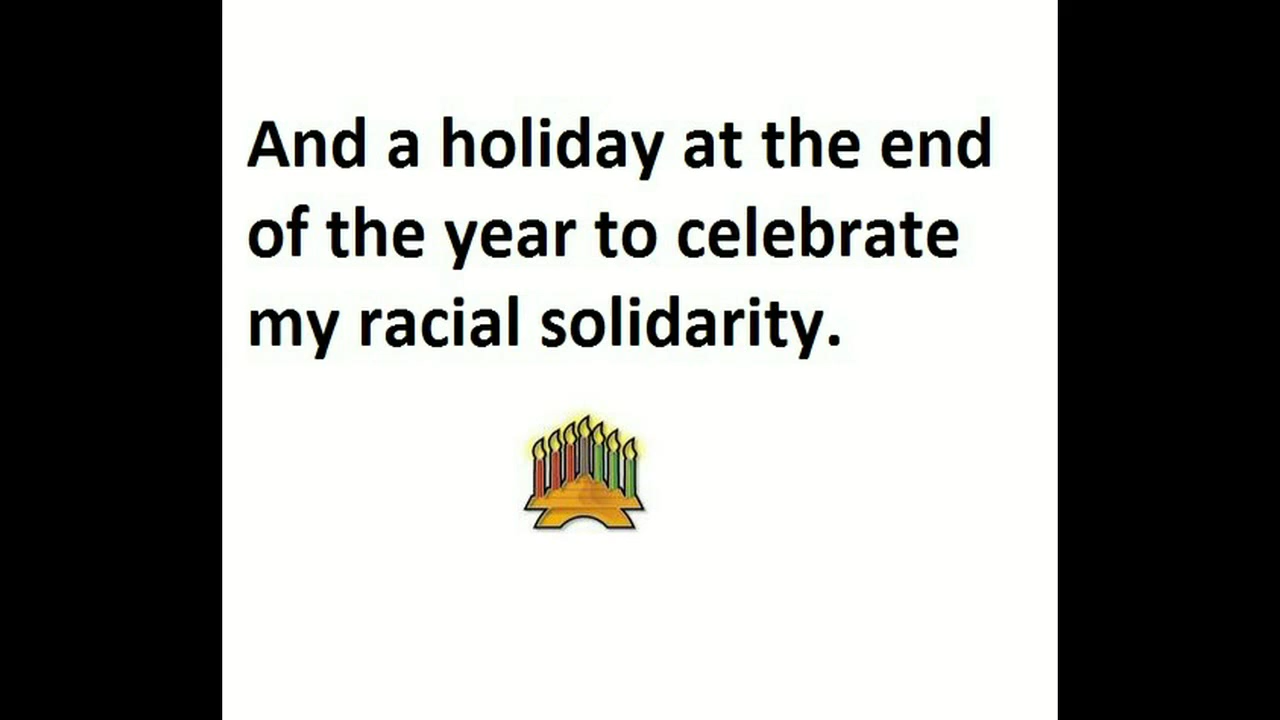 And a holiday at the end
of the year to celebrate
my racial solidarity.